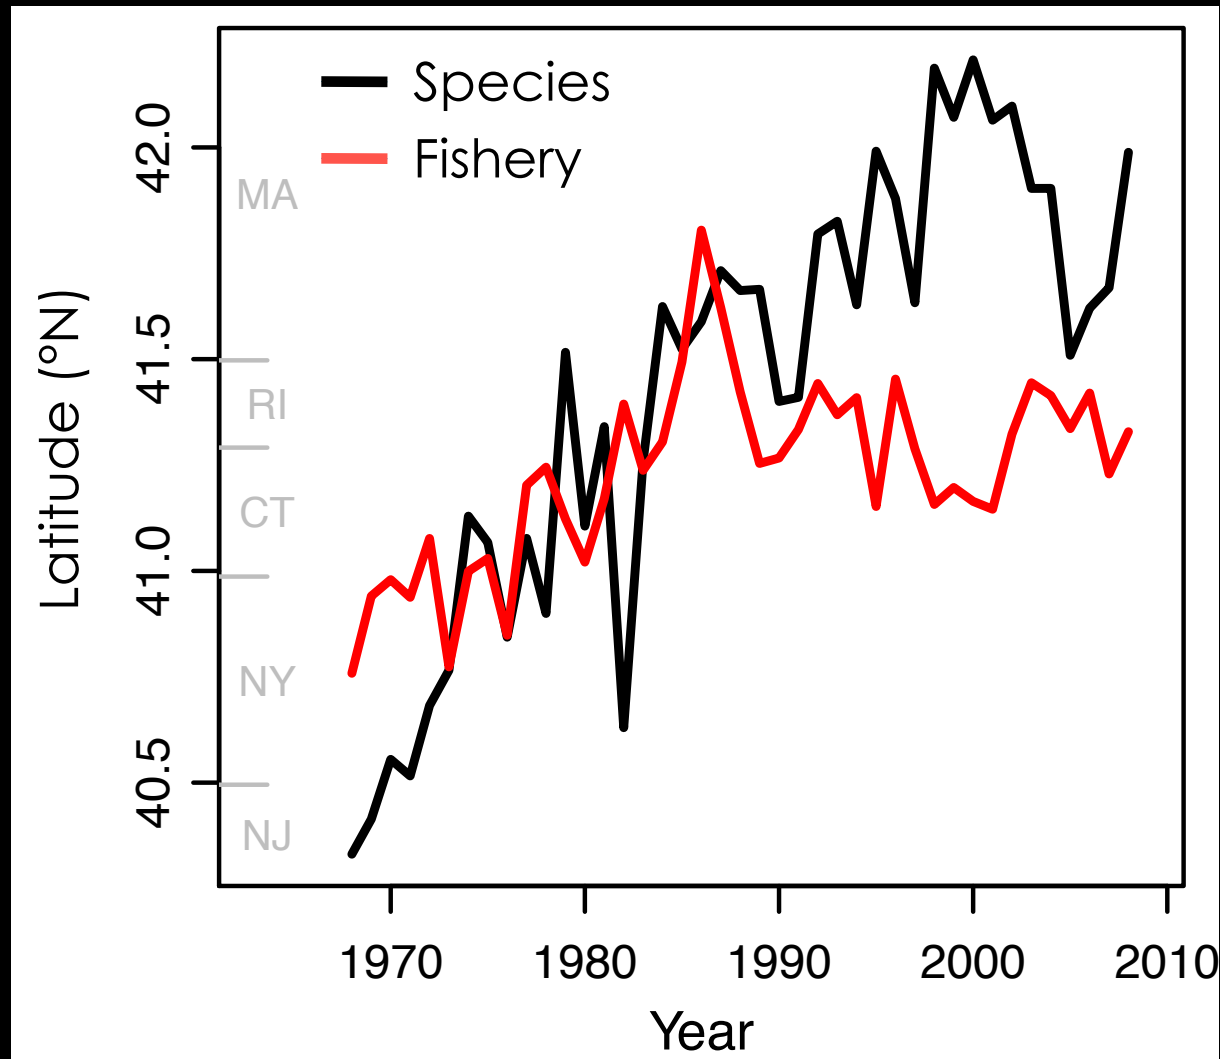 Species
Fishery
42.0
41.5
41.0
40.5
Latitude (°N)
MA
RI
CT
NY
NJ
1970 1980 1990 2000 2010
Year